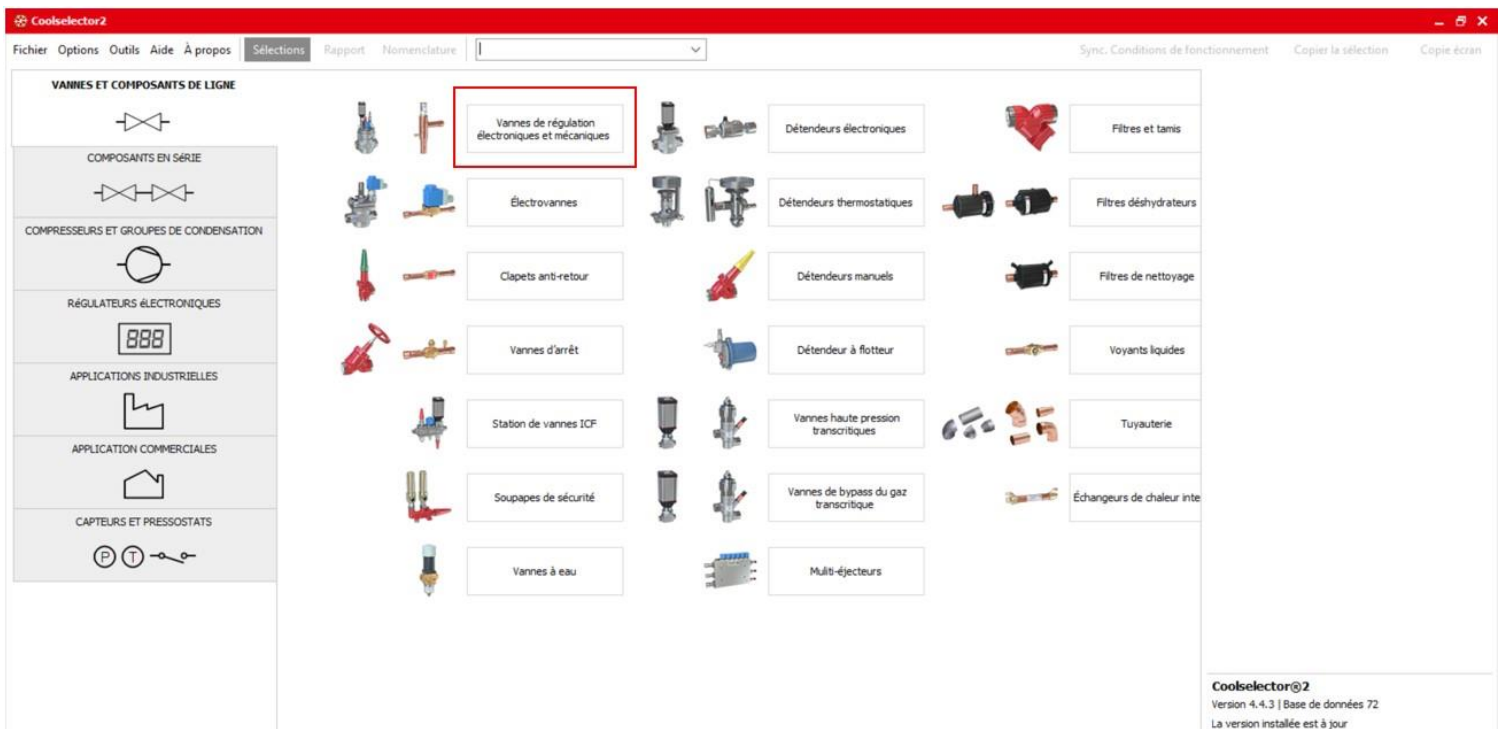 Coolselector2
Fichier Options Outils Aide À propos Sélections Rapport Nomenclature Sync. Conditions de fonctionnement Copier la sélection Copie écran
VANNES ET COMPOSANTS DE LIGNE
COMPOSANTS EN SéRIE
COMPRESSEURS ET GROUPES DE CONDENSATION
RéGULATEURS éLECTRONIQUES
888
APPLICATIONS INDUSTRIELLES
APPLICATION COMMERCIALES
CAPTEURS ET PRESSOSTATS
P T
Vannes de régulation
électroniques et mécaniques
Électrovannes
Clapets anti-retour
Vannes d'arrêt
Station de vannes ICF
Soupapes de sécurité
Vannes à eau
Détendeurs électroniques
Détendeurs thermostatiques
Détendeurs manuels
Détendeur à flotteur
Vannes haute pression
transcritiques
Vannes de bypass du gaz
transcritique
Muliti-éjecteurs
Filtres et tamis
Filtres déshydrateurs
Filtres de nettoyage
Voyants liquides
Tuyauterie
Échangeurs de chaleur inte
Coolselector®2
Version 4.4.3 | Base de données 72
La version installée est à jour